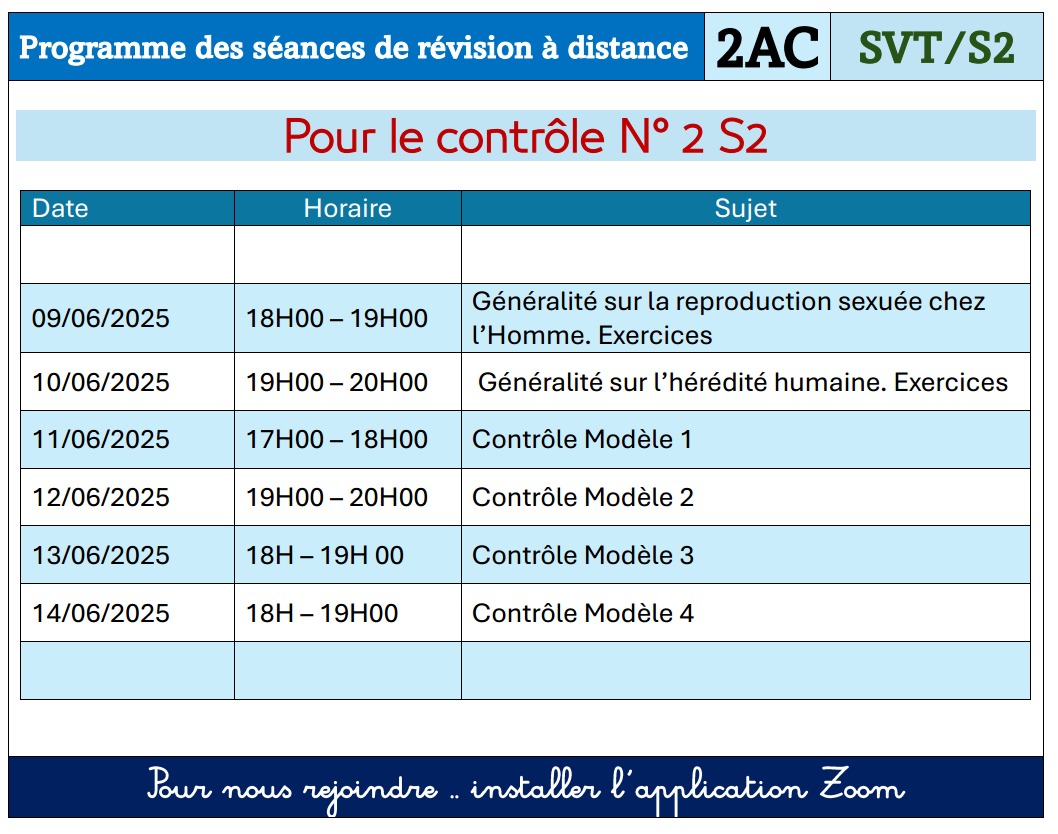 Programme des séances de révision à distance 2AC SVT/S2
Pour le contrôle N° 2 S2
Date Horaire Sujet
09/06/2025 18H00 – 19H00 Généralité sur la reproduction sexuée chez
l'Homme. Exercices
10/06/2025 19H00 – 20H00 Généralité sur l'hérédité humaine. Exercices
11/06/2025 17H00 – 18H00 Contrôle Modèle 1
12/06/2025 19H00 – 20H00 Contrôle Modèle 2
13/06/2025 18H – 19H 00 Contrôle Modèle 3
14/06/2025 18H – 19H00 Contrôle Modèle 4
Pour nous rejoindre .. installer l'application Zoom